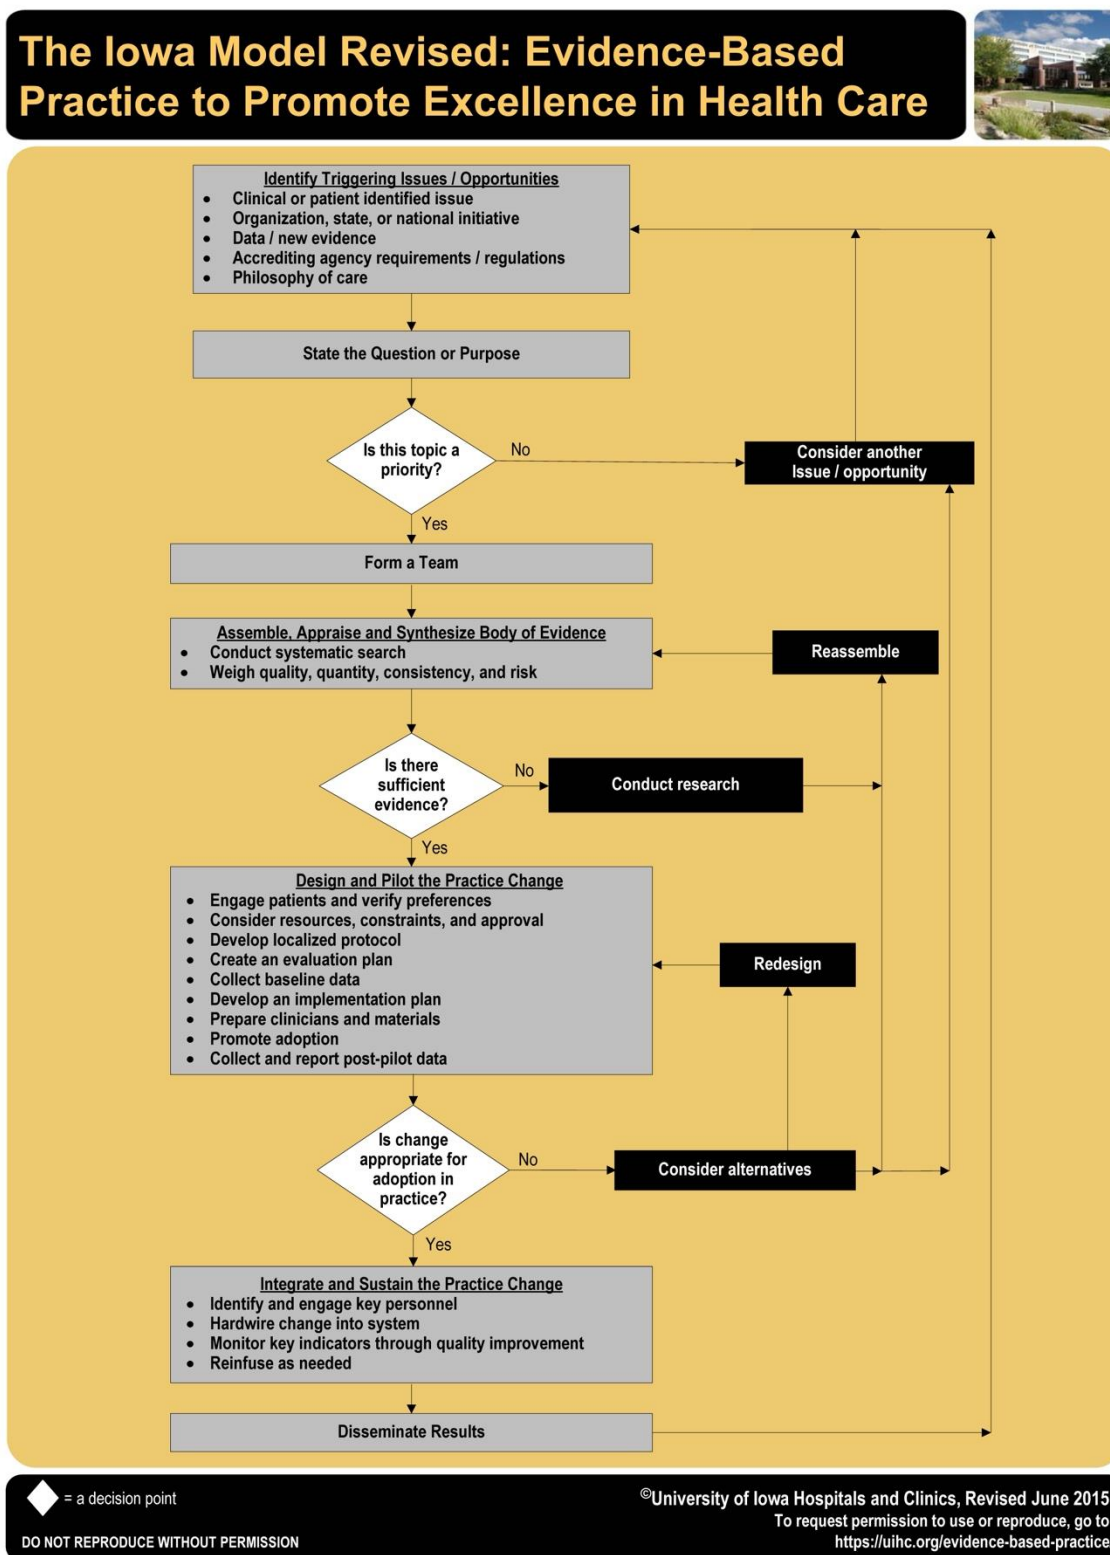 The Iowa Model Revised: Evidence-Based
Practice to Promote Excellence in Health Care
Identify Triggering Issues / Opportunities
• Clinical or patient identified issue
• Organization, state, or national initiative
• Data / new evidence
• Accrediting agency requirements / regulations
• Philosophy of care
State the Question or Purpose
Is this topic a
priority?
No
Consider another
Issue / opportunity
Yes
Form a Team
Assemble, Appraise and Synthesize Body of Evidence
• Conduct systematic search
• Weigh quality, quantity, consistency, and risk
Reassemble
Is there
sufficient
evidence?
No
Conduct research
Yes
Design and Pilot the Practice Change
• Engage patients and verify preferences
• Consider resources, constraints, and approval
• Develop localized protocol
• Create an evaluation plan
• Collect baseline data
• Develop an implementation plan
• Prepare clinicians and materials
• Promote adoption
• Collect and report post-pilot data
Redesign
Is change
appropriate for
adoption in
practice?
No
Consider alternatives
Yes
Integrate and Sustain the Practice Change
• Identify and engage key personnel
• Hardwire change into system
• Monitor key indicators through quality improvement
• Reinfuse as needed
Disseminate Results
= a decision point
DO NOT REPRODUCE WITHOUT PERMISSION
©University of Iowa Hospitals and Clinics, Revised June 2015
To request permission to use or reproduce, go to
https://uihc.org/evidence-based-practice